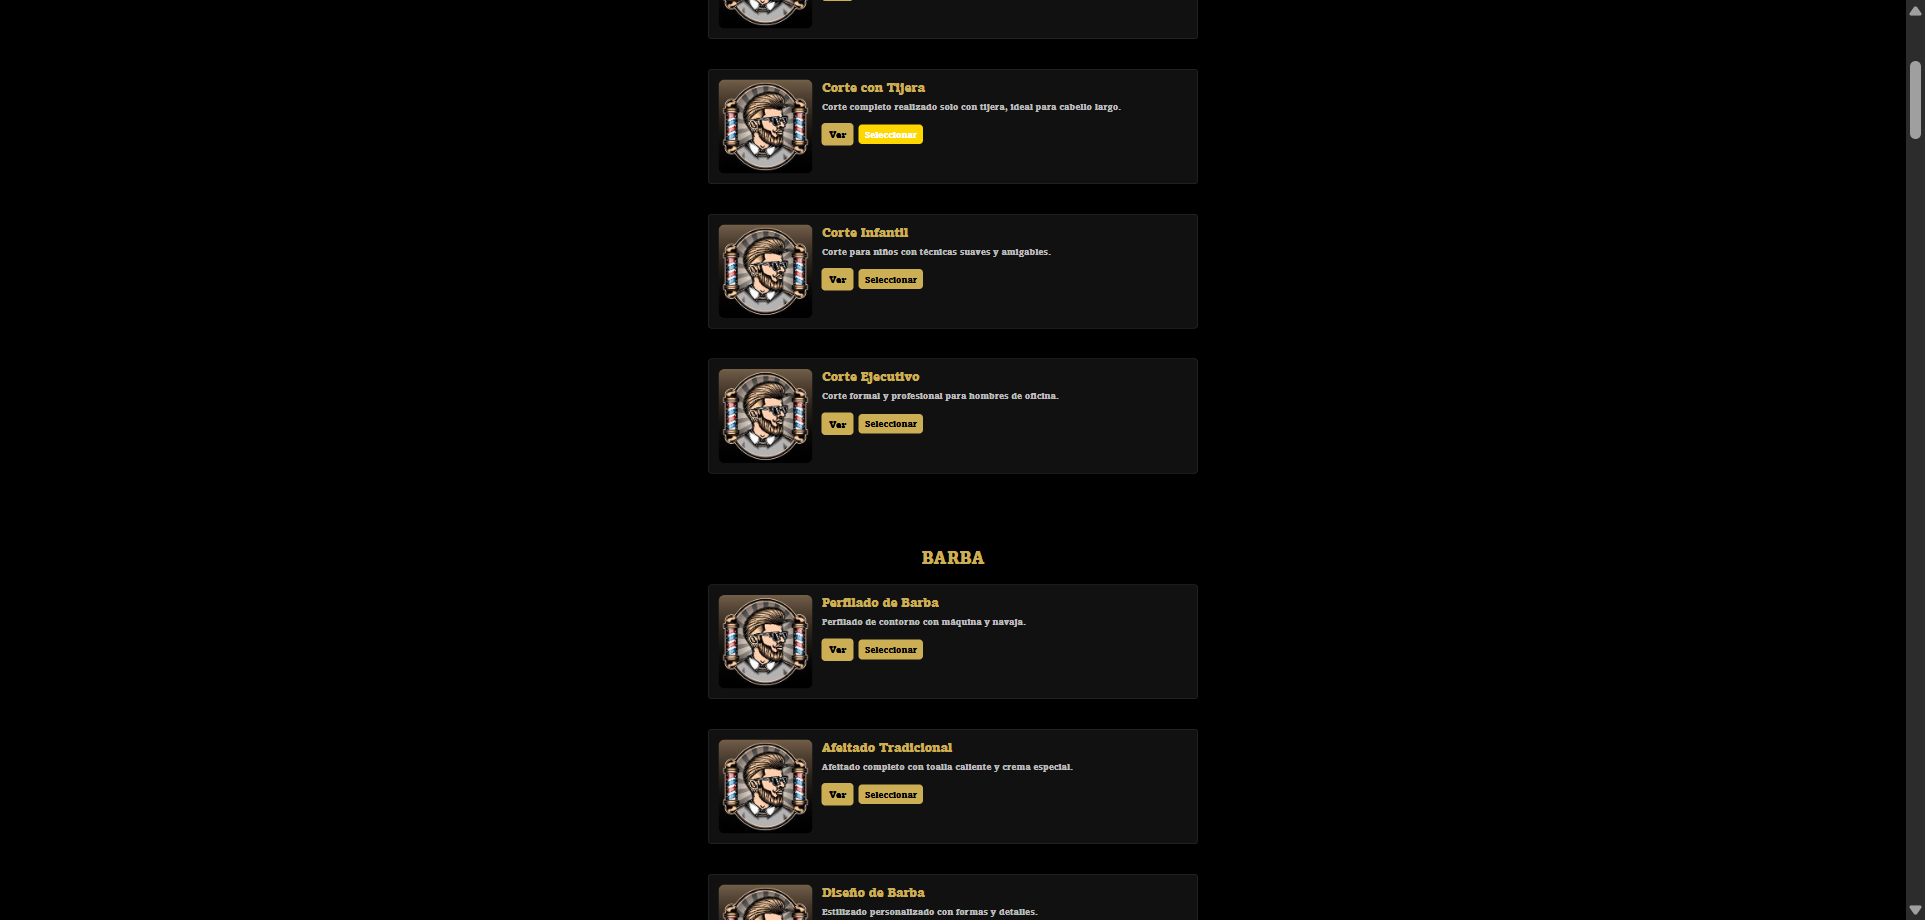 Corte con Tijera
Corte completo realizado solo con tijera, ideal para cabello largo.
Ver Seleccionar
Corte Infantil
Corte para niños con técnicas suaves y amigables.
Ver Seleccionar
Corte Ejecutivo
Corte formal y profesional para hombres de oficina.
Ver Seleccionar
BARBA
Perfilado de Barba
Perfilado de contorno con máquina y navaja.
Ver Seleccionar
Afeitado Tradicional
Afeitado completo con toalla caliente y crema especial.
Ver Seleccionar
Diseño de Barba
Estilizado personalizado con formas y detalles.